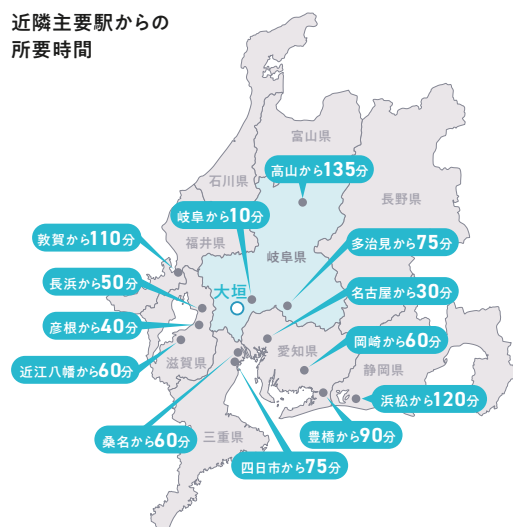 近隣主要駅からの
所要時間
富山県
高山から135分
石川県
長野県
岐阜から10分
敦賀から110分
福井県
岐阜県
多治見から75分
長浜から50分
大垣
名古屋から30分
彦根から40分
岡崎から60分
愛知県
滋賀県
近江八幡から60分
静岡県
浜松から120分
桑名から60分
三重県
豊橋から90分
四日市から75分